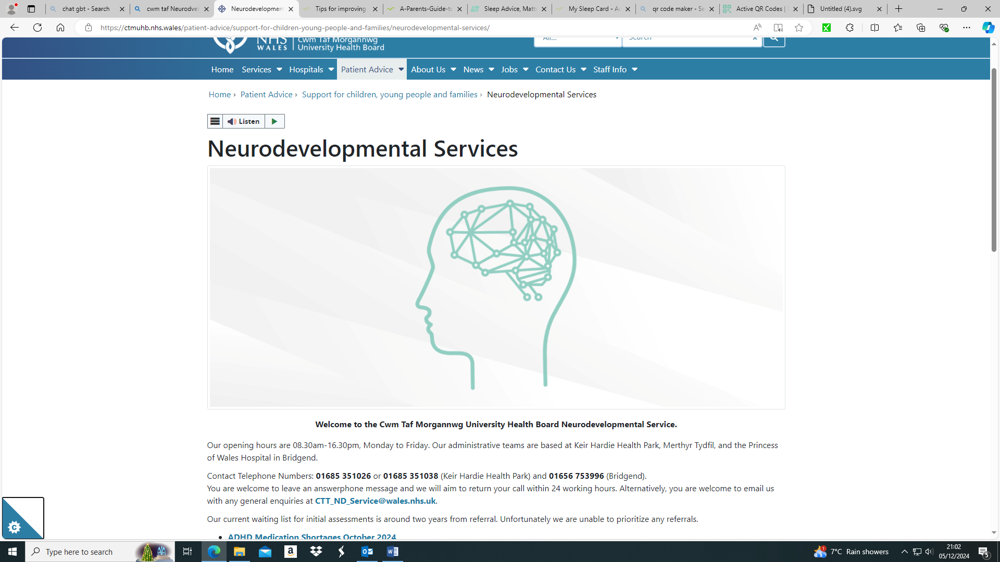 chat gbt - Search
cwm taf Neurodvel
Neurodevelopment
Tips for improving
A-Parents-Guide-to
Sleep Advice, Matt
My Sleep Card - Au
qr code maker - Se
Active QR Codes |
Untitled (4).svg
https://ctmuhb.nhs.wales/patient-advice/support-for-children-young-people-and-families/neurodevelopmental-services/
NHS WALES
Cwm Taf Morgannwg
University Health Board
All...
Search
x
Home Services Hospitals Patient Advice About Us News Jobs Contact Us Staff Info
Home › Patient Advice › Support for children, young people and families › Neurodevelopmental Services
Listen
Neurodevelopmental Services
Welcome to the Cwm Taf Morgannwg University Health Board Neurodevelopmental Service.
Our opening hours are 08.30am-16.30pm, Monday to Friday. Our administrative teams are based at Keir Hardie Health Park, Merthyr Tydfil, and the Princess
of Wales Hospital in Bridgend.
Contact Telephone Numbers: 01685 351026 or 01685 351038 (Keir Hardie Health Park) and 01656 753996 (Bridgend).
You are welcome to leave an answerphone message and we will aim to return your call within 24 working hours. Alternatively, you are welcome to email us
with any general enquiries at CTT_ND_Service@wales.nhs.uk.
Our current waiting list for initial assessments is around two years from referral. Unfortunately we are unable to prioritize any referrals.
• ADHD Medication Shortages October 2024
C
Type here to search
a
1
7°C Rain showers
21:02
05/12/2024
5